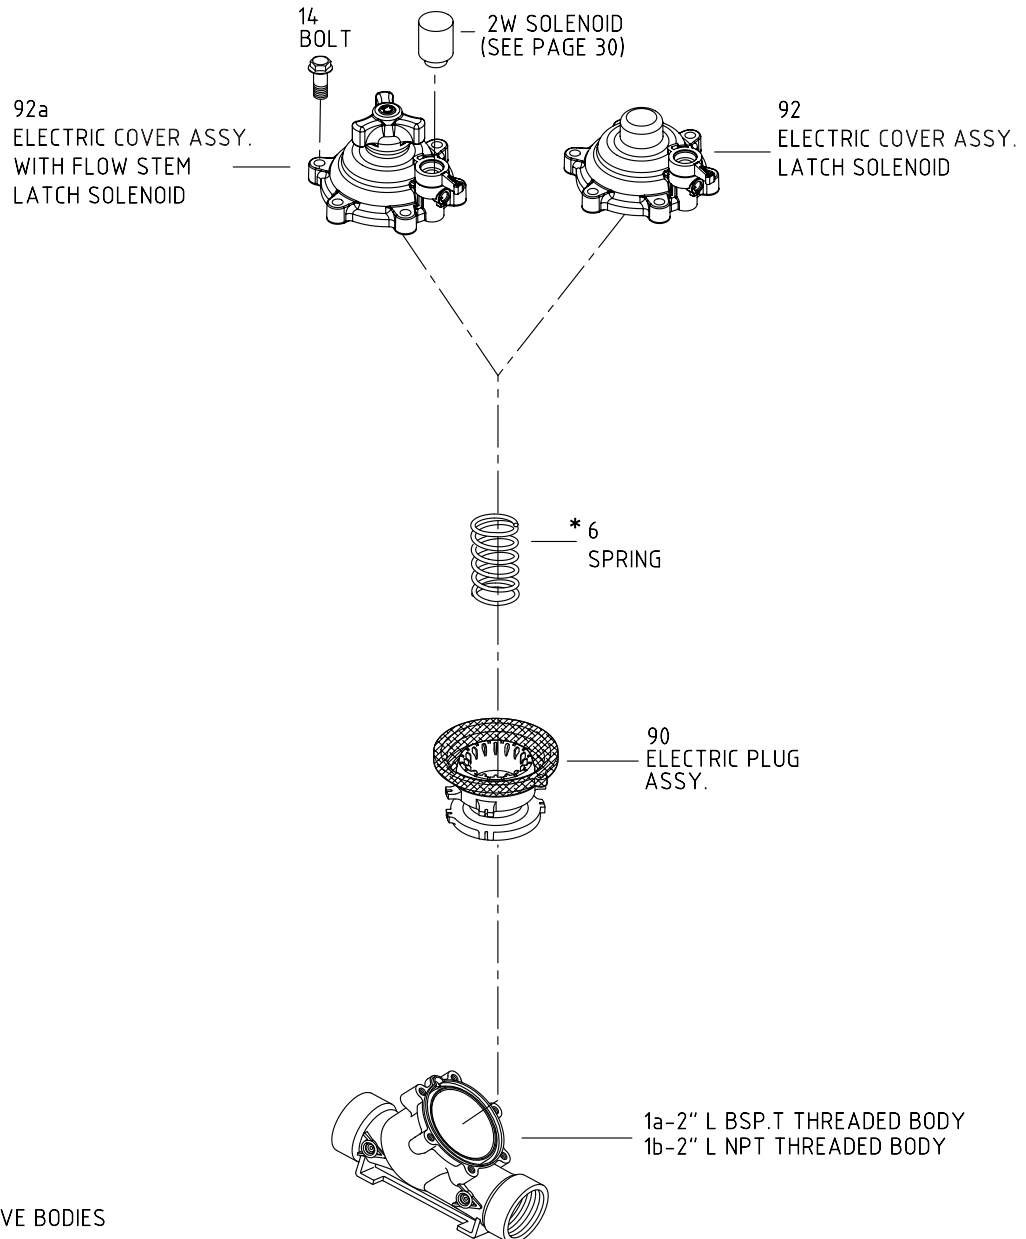 14
BOLT
2W SOLENOID
(SEE PAGE 30)
92a
ELECTRIC COVER ASSY.
WITH FLOW STEM
LATCH SOLENOID
92
ELECTRIC COVER ASSY.
LATCH SOLENOID
* 6
SPRING
90
ELECTRIC PLUG
ASSY.
1a-2" L BSP.T THREADED BODY
1b-2" L NPT THREADED BODY
VE BODIES